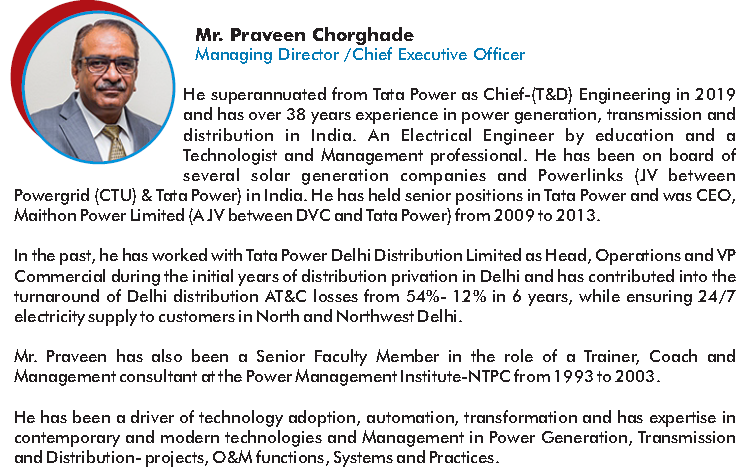 Mr. Praveen Chorghade
Managing Director /Chief Executive Officer
He superannuated from Tata Power as Chief-(T&D) Engineering in 2019
and has over 38 years experience in power generation, transmission and
distribution in India. An Electrical Engineer by education and a
Technologist and Management professional. He has been on board of
several solar generation companies and Powerlinks (JV between
Powergrid (CTU) & Tata Power) in India. He has held senior positions in Tata Power and was CEO,
Maithon Power Limited (A JV between DVC and Tata Power) from 2009 to 2013.
In the past, he has worked with Tata Power Delhi Distribution Limited as Head, Operations and VP
Commercial during the initial years of distribution privation in Delhi and has contributed into the
turnaround of Delhi distribution AT&C losses from 54%- 12% in 6 years, while ensuring 24/7
electricity supply to customers in North and Northwest Delhi.
Mr. Praveen has also been a Senior Faculty Member in the role of a Trainer, Coach and
Management consultant at the Power Management Institute-NTPC from 1993 to 2003.
He has been a driver of technology adoption, automation, transformation and has expertise in
contemporary and modern technologies and Management in Power Generation, Transmission
and Distribution- projects, O&M functions, Systems and Practices.